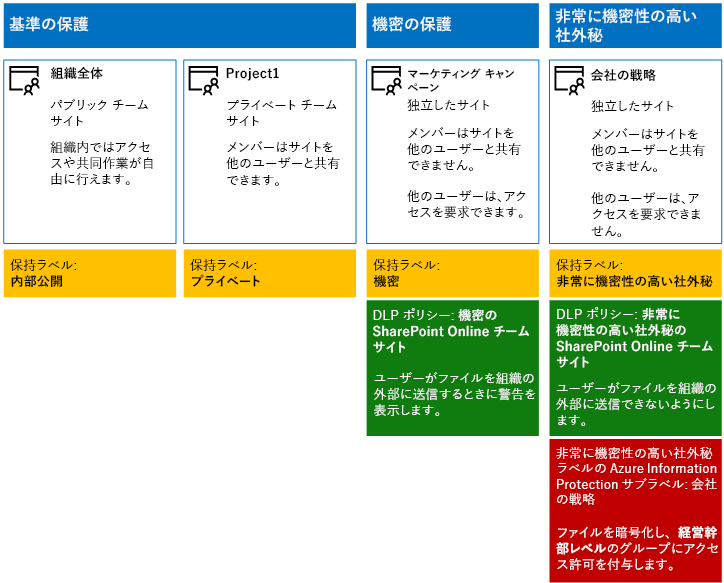 基準の保護
機密の保護
非常に機密性の高い
社外秘
組織全体
パブリック チーム
サイト
組織内ではアクセ
スや共同作業が自
由に行えます。
Project1
プライベート チーム
サイト
メンバーはサイトを
他のユーザーと共有
できます。
マーケティング キャン
ペーン
独立したサイト
メンバーはサイトを
他のユーザーと共有
できません。
他のユーザーは、アク
セスを要求できます。
会社の戦略
独立したサイト
メンバーはサイトを
他のユーザーと共有
できません。
他のユーザーは、ア
クセスを要求できま
せん。
保持ラベル:
内部公開
保持ラベル:
プライベート
保持ラベル:
機密
保持ラベル:
非常に機密性の高い社外秘
DLP ポリシー: 機密の
SharePoint Online チーム
サイト
ユーザーがファイルを組織の
外部に送信するときに警告を
表示します。
DLP ポリシー: 非常に
機密性の高い社外秘の
SharePoint Online チーム
サイト
ユーザーがファイルを組織の
外部に送信できないようにし
ます。
非常に機密性の高い社外秘
ラベルの Azure Information
Protection サブラベル: 会社
の戦略
ファイルを暗号化し、経営幹
部レベルのグループにアクセ
ス許可を付与します。